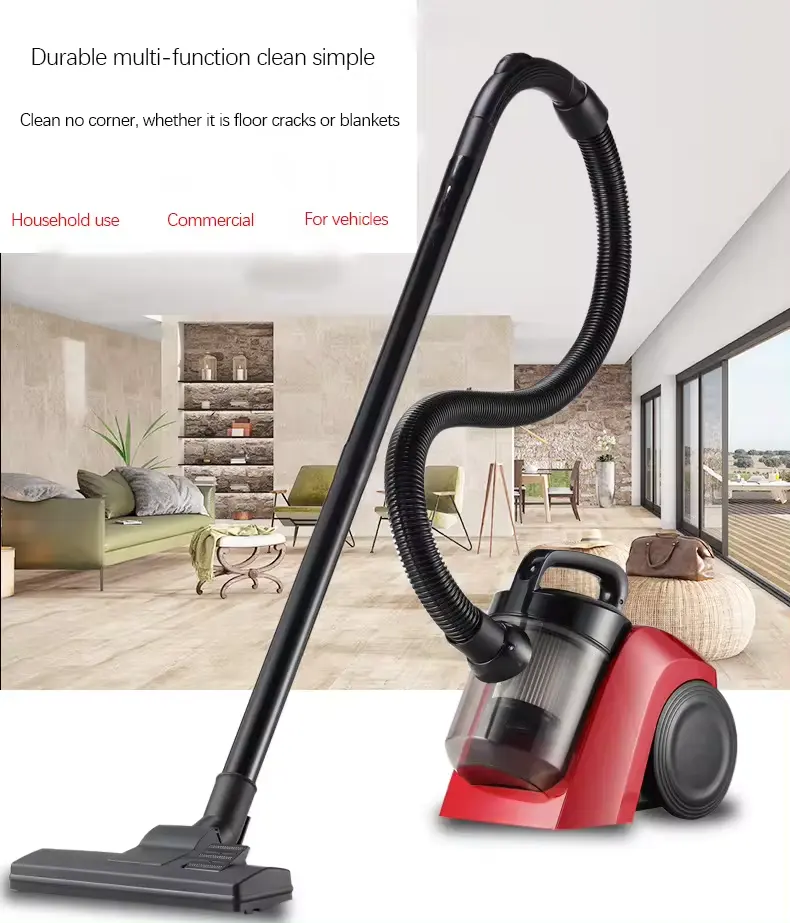 Durable multi-function clean simple
Clean no corner, whether it is floor cracks or blankets
Household use Commercial For vehicles